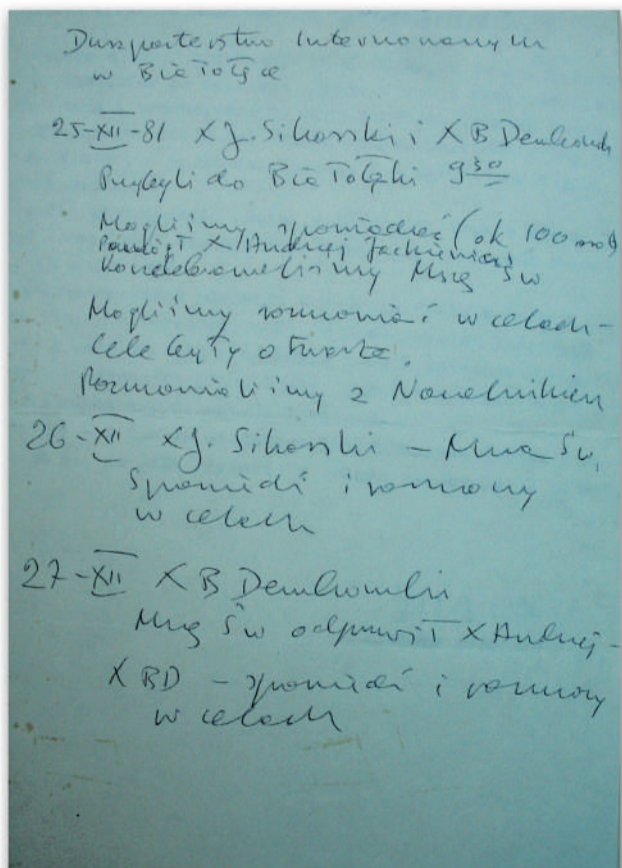 Duszpasterstwo Internowanych
w Białołęce
25-XII-81 X J. Sikorski i X B Dembowski
Przybyli do Białołęki 9³⁰
Mogliśmy spowiadać (ok 100 osób)
Pomógł X Andrzej
Koncelebrowaliśmy Mszę Św
Mogliśmy rozmawiać w celach -
cele były otwarte.
Rozmawialiśmy z Naczelnikiem
26-XII X J. Sikorski - Msza Św,
Spowiedź i rozmowy
w celach
27-XII X B Dembowski
Mszę Św odprawił X Andrzej -
X BD - spowiedź i rozmowy
w celach